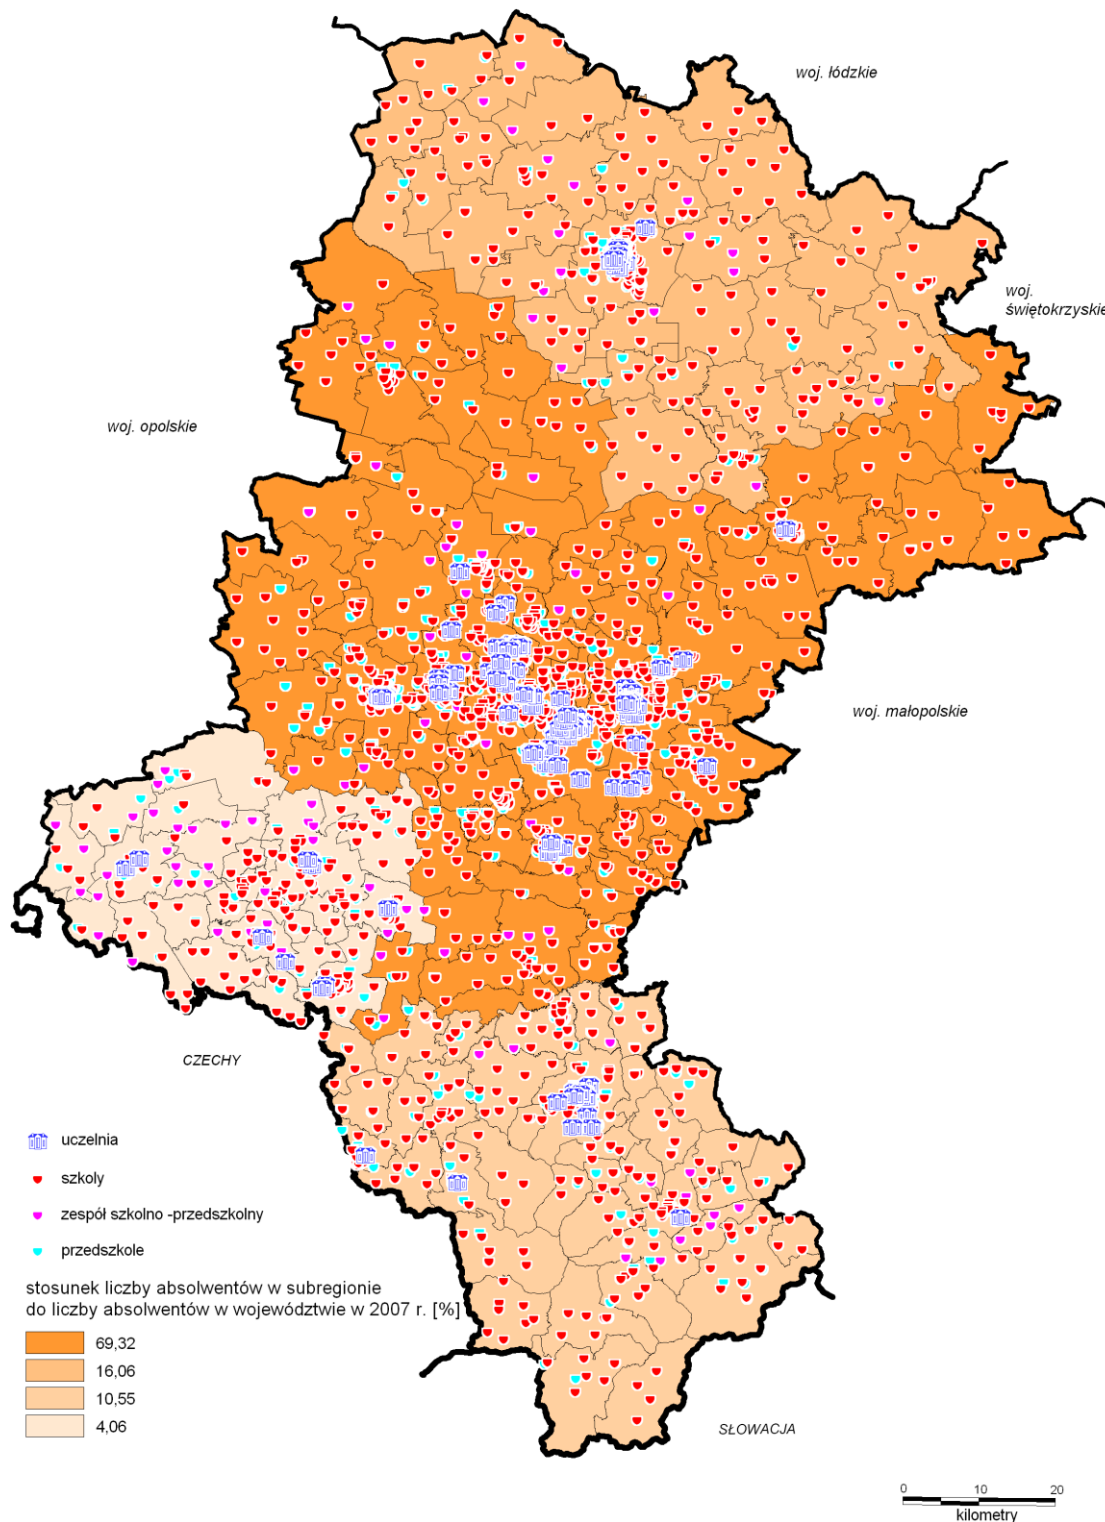 woj. łódzkie
woj.
świętokrzyskie
woj. opolskie
woj. małopolskie
CZECHY
uczelnia
szkoly
zespół szkolno -przedszkolny
przedszkole
stosunek liczby absolwentów w subregionie
do liczby absolwentów w województwie w 2007 r. [%]
69,32
16,06
10,55
4,06
SŁOWACJA
0 10 20
kilometry